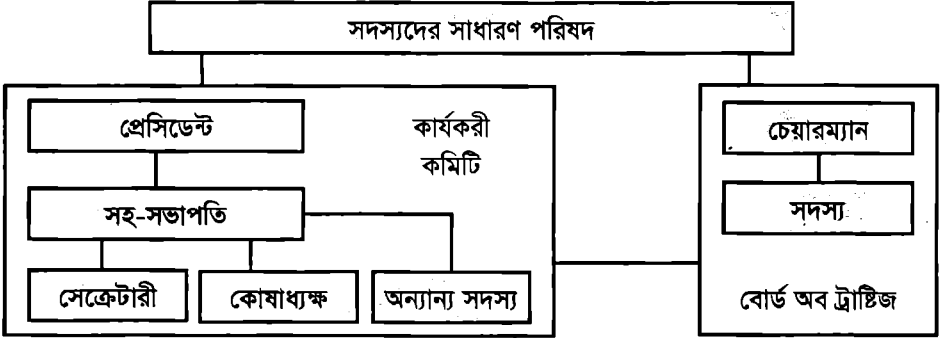 সদস্যদের সাধারণ পরিষদ
প্রেসিডেন্ট
কার্যকরী
কমিটি
সহ-সভাপতি
সেক্রেটারী
কোষাধ্যক্ষ
অন্যান্য সদস্য
চেয়ারম্যান
সদস্য
বোর্ড অব ট্রাষ্টিজ